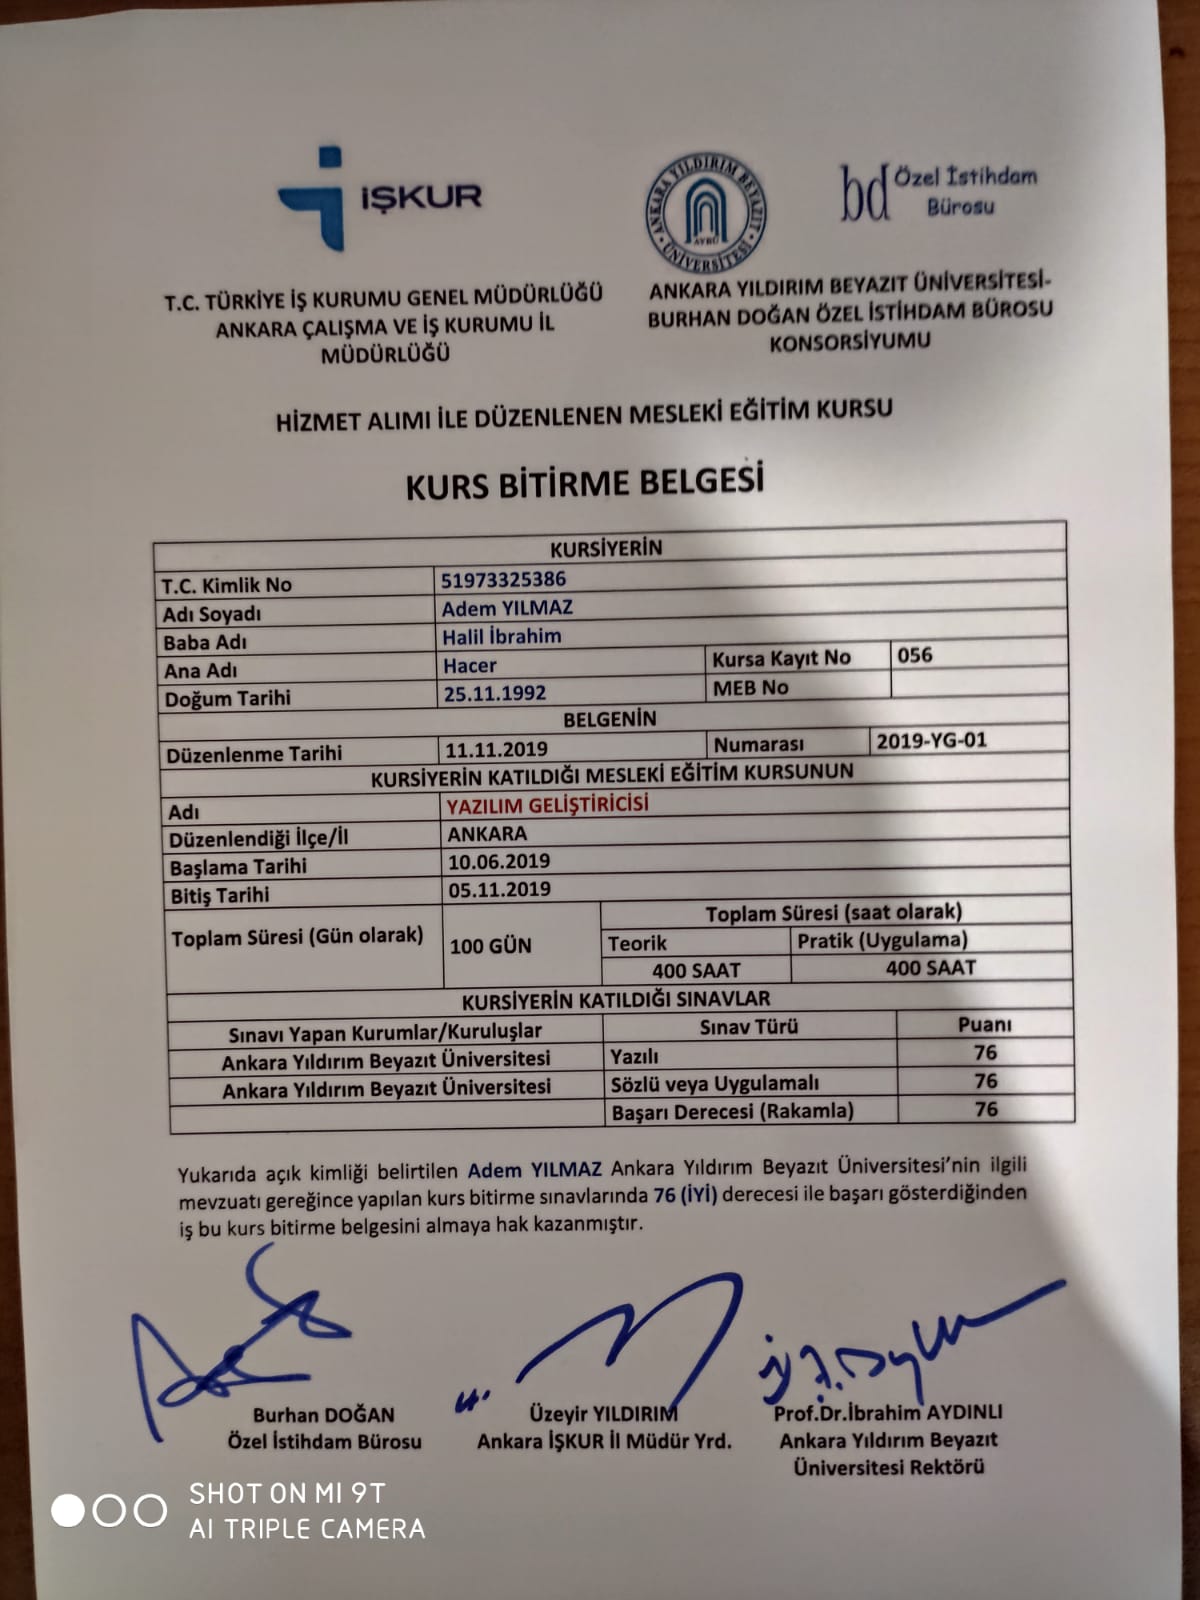 İŞKUR
ANKARA YILDIRIM BEYAZIT
ÜNİVERSİTESİ
AYBÜ
bd Özel İstihdam
Bürosu
T.C. TÜRKİYE İŞ KURUMU GENEL MÜDÜRLÜĞÜ
ANKARA ÇALIŞMA VE İŞ KURUMU İL
MÜDÜRLÜĞÜ
ANKARA YILDIRIM BEYAZIT ÜNİVERSİTESİ-
BURHAN DOĞAN ÖZEL İSTİHDAM BÜROSU
KONSORSİYUMU
HİZMET ALIMI İLE DÜZENLENEN MESLEKİ EĞİTİM KURSU
KURS BİTİRME BELGESİ
KURSİYERİN
T.C. Kimlik No 51973325386
Adı Soyadı Adem YILMAZ
Baba Adı Halil İbrahim
Ana Adı Hacer Kursa Kayıt No 056
Doğum Tarihi 25.11.1992 MEB No
BELGENİN
Düzenlenme Tarihi 11.11.2019 Numarası 2019-YG-01
KURSİYERİN KATILDIĞI MESLEKİ EĞİTİM KURSUNUN
Adı YAZILIM GELİŞTİRİCİSİ
Düzenlendiği İlçe/İl ANKARA
Başlama Tarihi 10.06.2019
Bitiş Tarihi 05.11.2019
Toplam Süresi (Gün olarak) 100 GÜN Toplam Süresi (saat olarak)
Teorik Pratik (Uygulama)
400 SAAT 400 SAAT
KURSİYERİN KATILDIĞI SINAVLAR
Sınavı Yapan Kurumlar/Kuruluşlar Sınav Türü Puanı
Ankara Yıldırım Beyazıt Üniversitesi Yazılı 76
Ankara Yıldırım Beyazıt Üniversitesi Sözlü veya Uygulamalı 76
Başarı Derecesi (Rakamla) 76
Yukarıda açık kimliği belirtilen Adem YILMAZ Ankara Yıldırım Beyazıt Üniversitesi’nin ilgili
mevzuatı gereğince yapılan kurs bitirme sınavlarında 76 (İYİ) derecesi ile başarı gösterdiğinden
iş bu kurs bitirme belgesini almaya hak kazanmıştır.
Burhan DOĞAN
Özel İstihdam Bürosu
Üzeyir YILDIRIM
Ankara İŞKUR İl Müdür Yrd.
Prof.Dr.İbrahim AYDINLI
Ankara Yıldırım Beyazıt
Üniversitesi Rektörü
SHOT ON MI 9T
AI TRIPLE CAMERA